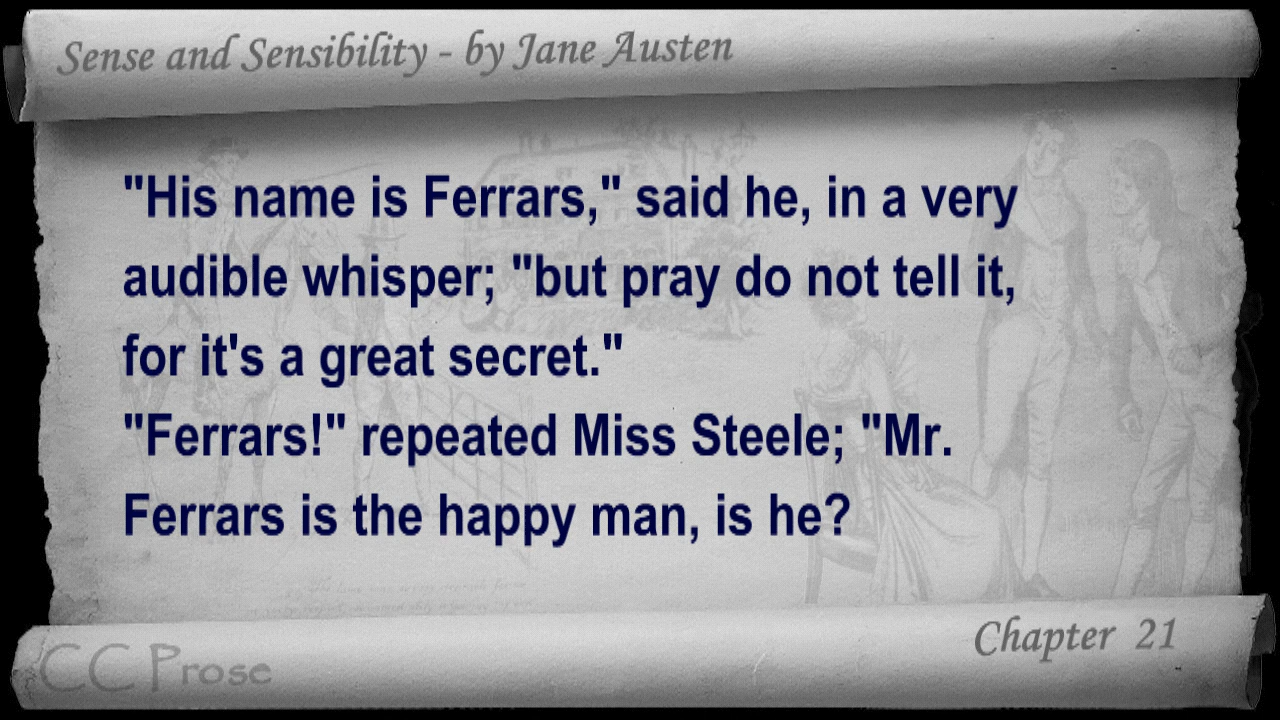 Sense and Sensibility - by Jane Austen
"His name is Ferrars," said he, in a very
audible whisper; "but pray do not tell it,
for it's a great secret."
"Ferrars!" repeated Miss Steele; "Mr.
Ferrars is the happy man, is he?
Chapter 21
CC Prose